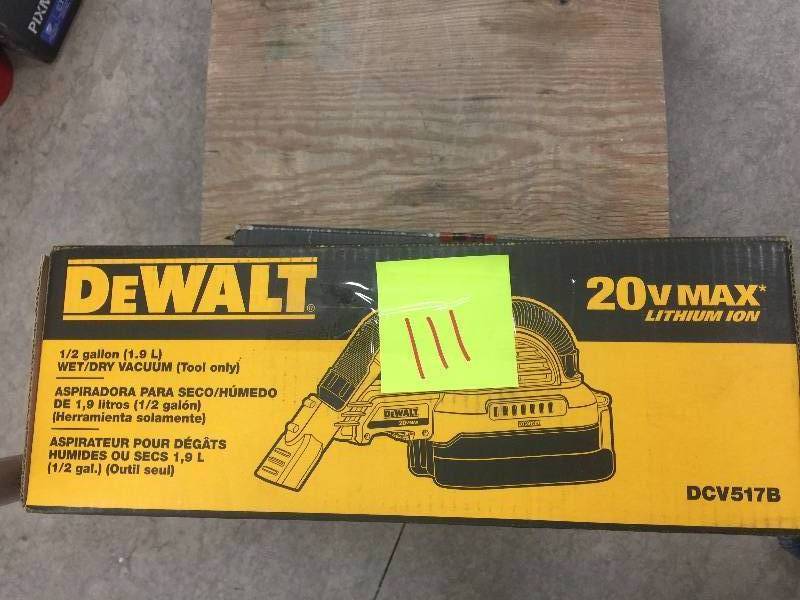 PIXM
DEWALT®
20V MAX*
LITHIUM ION
1/2 gallon (1.9 L)
WET/DRY VACUUM (Tool only)
ASPIRADORA PARA SECO/HÚMEDO
DE 1,9 litros (1/2 galón)
(Herramienta solamente)
ASPIRATEUR POUR DÉGÂTS
HUMIDES OU SECS 1,9 L
(1/2 gal.) (Outil seul)
111
DEWALT
20V MAX
DCV517B